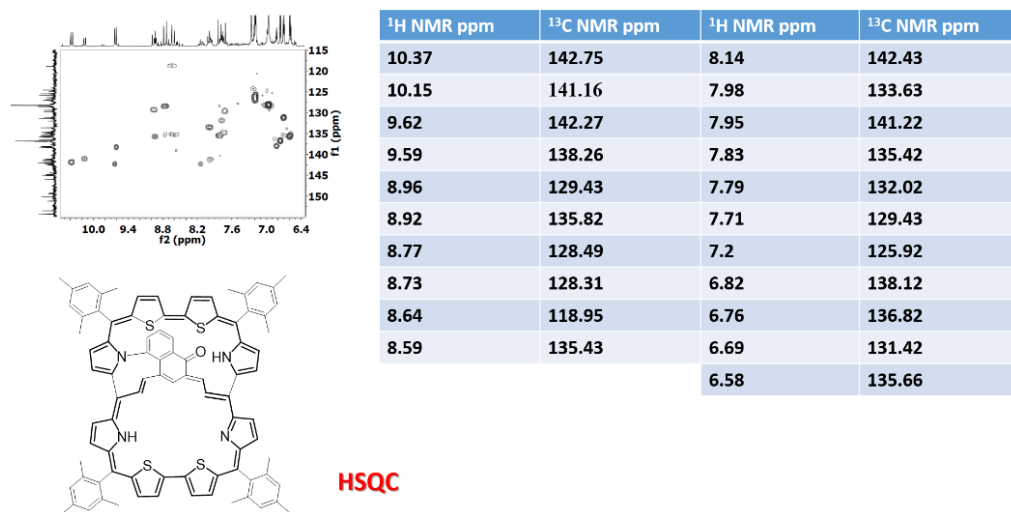 115
120
125
130
135
140
145
150
f1 (ppm)
10.0 9.4 8.8 8.2 7.6 7.0 6.4
f2 (ppm)
S S
N O HN
NH N
S S
HSQC
¹H NMR ppm ¹³C NMR ppm ¹H NMR ppm ¹³C NMR ppm
10.37 142.75 8.14 142.43
10.15 141.16 7.98 133.63
9.62 142.27 7.95 141.22
9.59 138.26 7.83 135.42
8.96 129.43 7.79 132.02
8.92 135.82 7.71 129.43
8.77 128.49 7.2 125.92
8.73 128.31 6.82 138.12
8.64 118.95 6.76 136.82
8.59 135.43 6.69 131.42
6.58 135.66